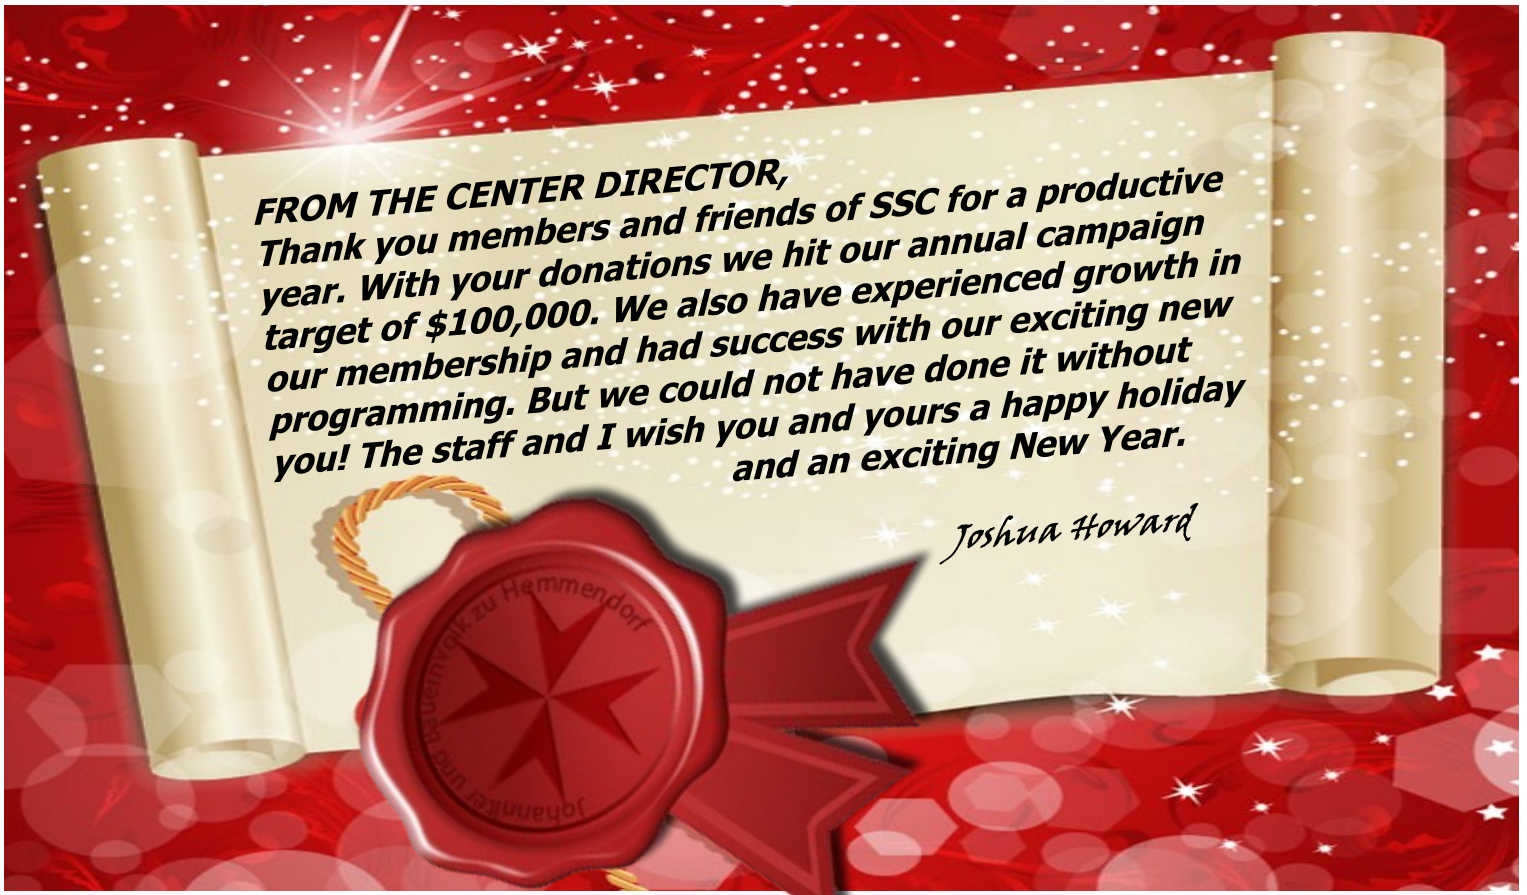 FROM THE CENTER DIRECTOR,
Thank you members and friends of SSC for a productive
year. With your donations we hit our annual campaign
target of $100,000. We also have experienced growth in
our membership and had success with our exciting new
programming. But we could not have done it without
you! The staff and I wish you and yours a happy holiday
and an exciting New Year.
Joshua Howard
Johanniter und Bauernvolk zu Hemmendorf